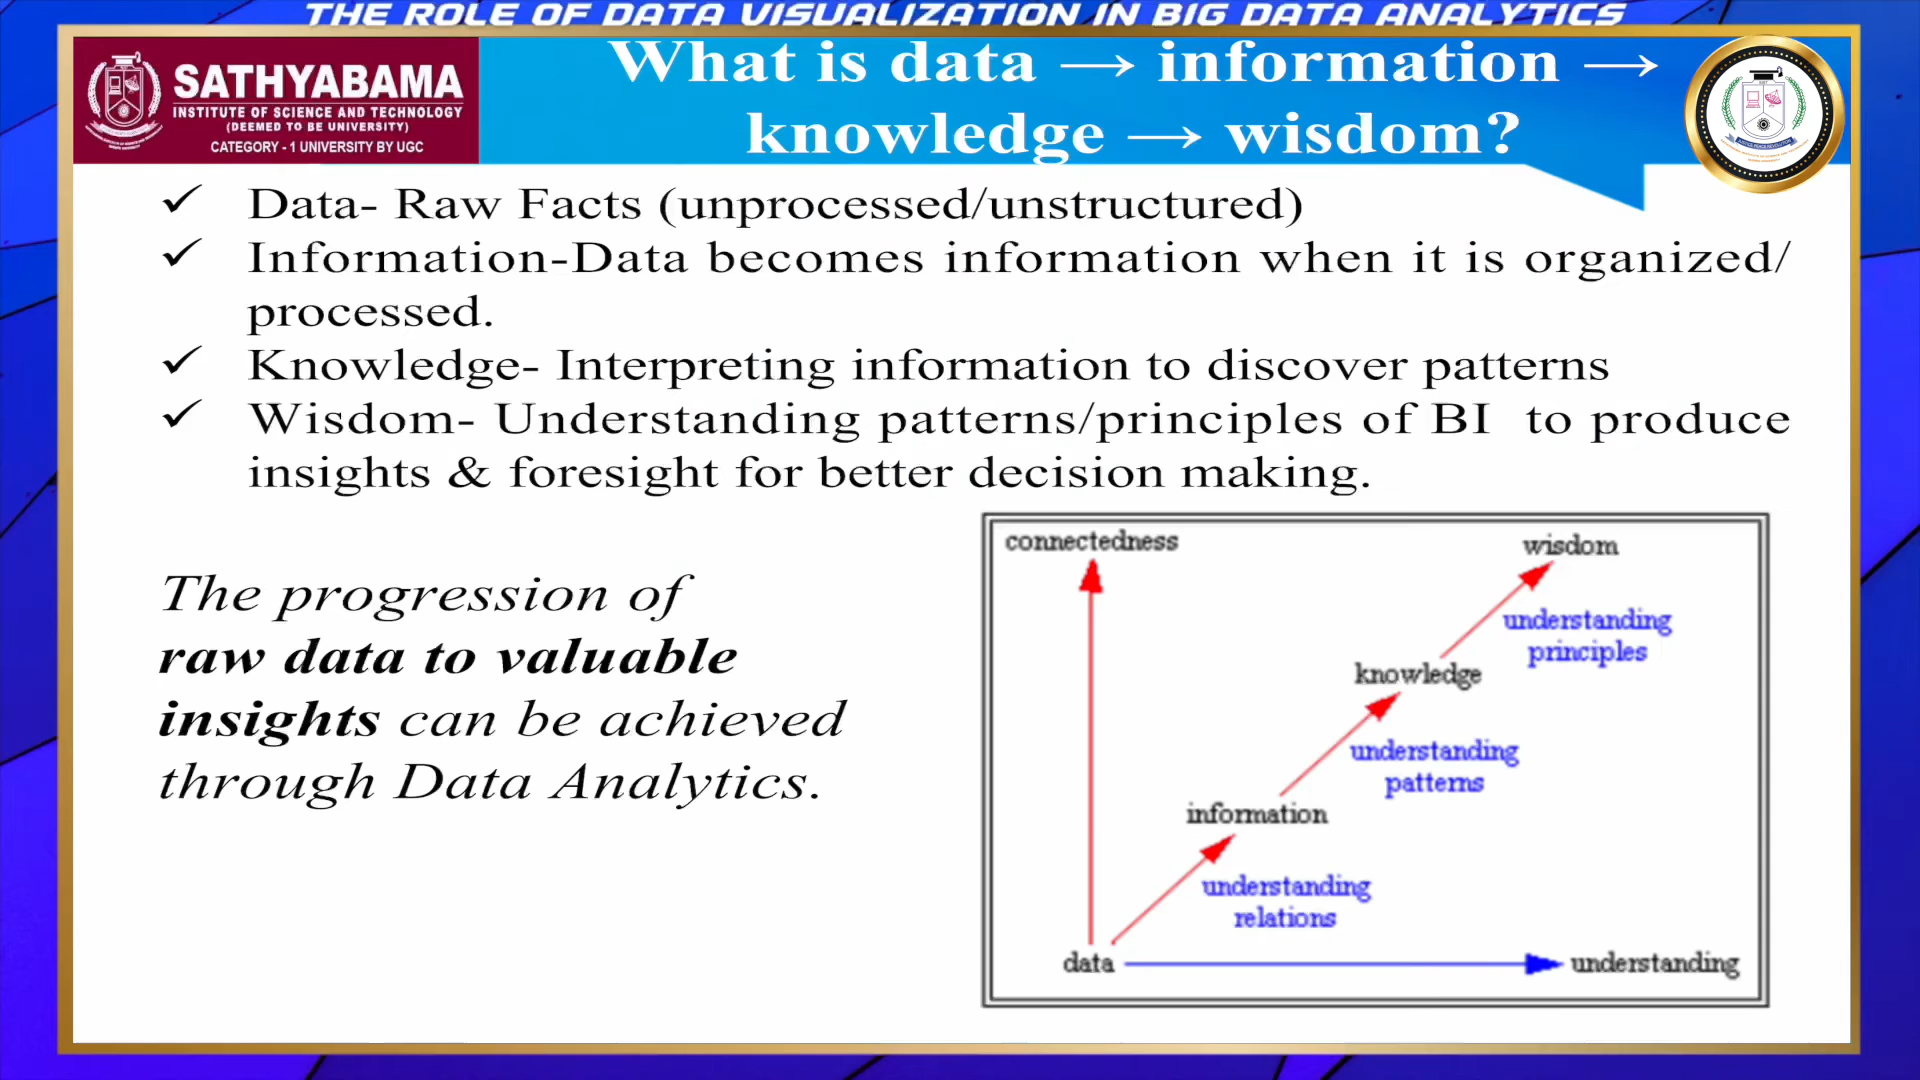 THE ROLE OF DATA VISUALIZATION IN BIG DATA ANALYTICS
SATHYABAMA
INSTITUTE OF SCIENCE AND TECHNOLOGY
(DEEMED TO BE UNIVERSITY)
CATEGORY - 1 UNIVERSITY BY UGC
What is data → information →
knowledge → wisdom?
✓ Data- Raw Facts (unprocessed/unstructured)
✓ Information-Data becomes information when it is organized/
processed.
✓ Knowledge- Interpreting information to discover patterns
✓ Wisdom- Understanding patterns/principles of BI to produce
insights & foresight for better decision making.
The progression of
raw data to valuable
insights can be achieved
through Data Analytics.
connectedness
wisdom
understanding
principles
knowledge
understanding
patterns
information
understanding
relations
data
understanding